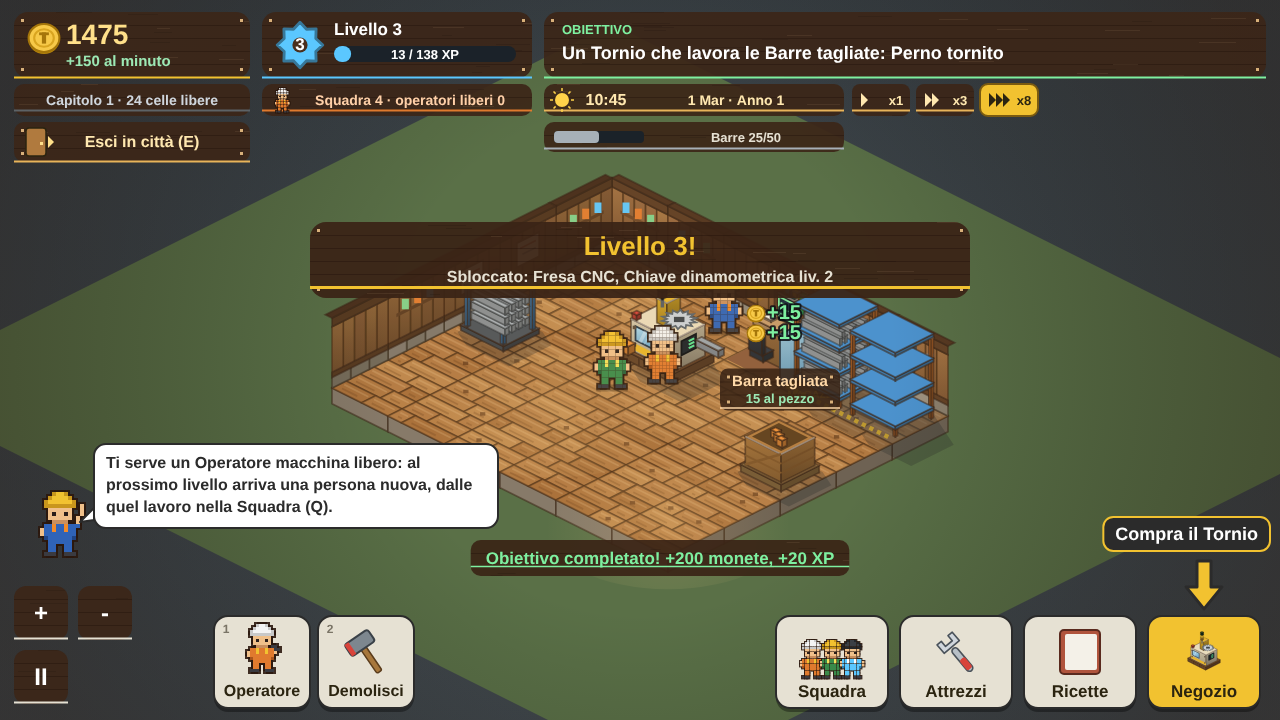 1475
+150 al minuto
3
Livello 3
13 / 138 XP
OBIETTIVO
Un Tornio che lavora le Barre tagliate: Perno tornito
Capitolo 1 · 24 celle libere
Squadra 4 · operatori liberi 0
10:45
1 Mar · Anno 1
x1
x3
x8
Esci in città (E)
Barre 25/50
Livello 3!
Sbloccato: Fresa CNC, Chiave dinamometrica liv. 2
+15
+15
Barra tagliata
15 al pezzo
Ti serve un Operatore macchina libero: al
prossimo livello arriva una persona nuova, dalle
quel lavoro nella Squadra (Q).
Compra il Tornio
Obiettivo completato! +200 monete, +20 XP
+
-
1
Operatore
2
Demolisci
Squadra
Attrezzi
Ricette
Negozio